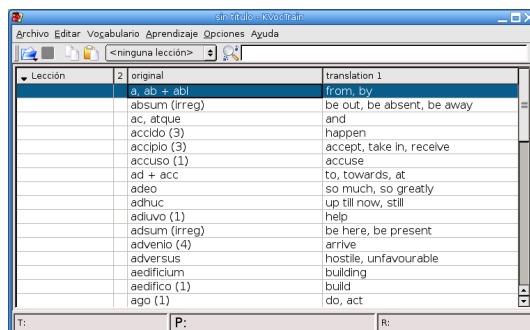 sin título - KVocTrain
Archivo Editar Vocabulario Aprendizaje Opciones Ayuda
<ninguna lección>
Lección 2 original translation 1
a, ab + abl from, by
absum (irreg) be out, be absent, be away
ac, atque and
accido (3) happen
accipio (3) accept, take in, receive
accuso (1) accuse
ad + acc to, towards, at
adeo so much, so greatly
adhuc up till now, still
adiuvo (1) help
adsum (irreg) be here, be present
advenio (4) arrive
adversus hostile, unfavourable
aedificium building
aedifico (1) build
ago (1) do, act
T: P: R: